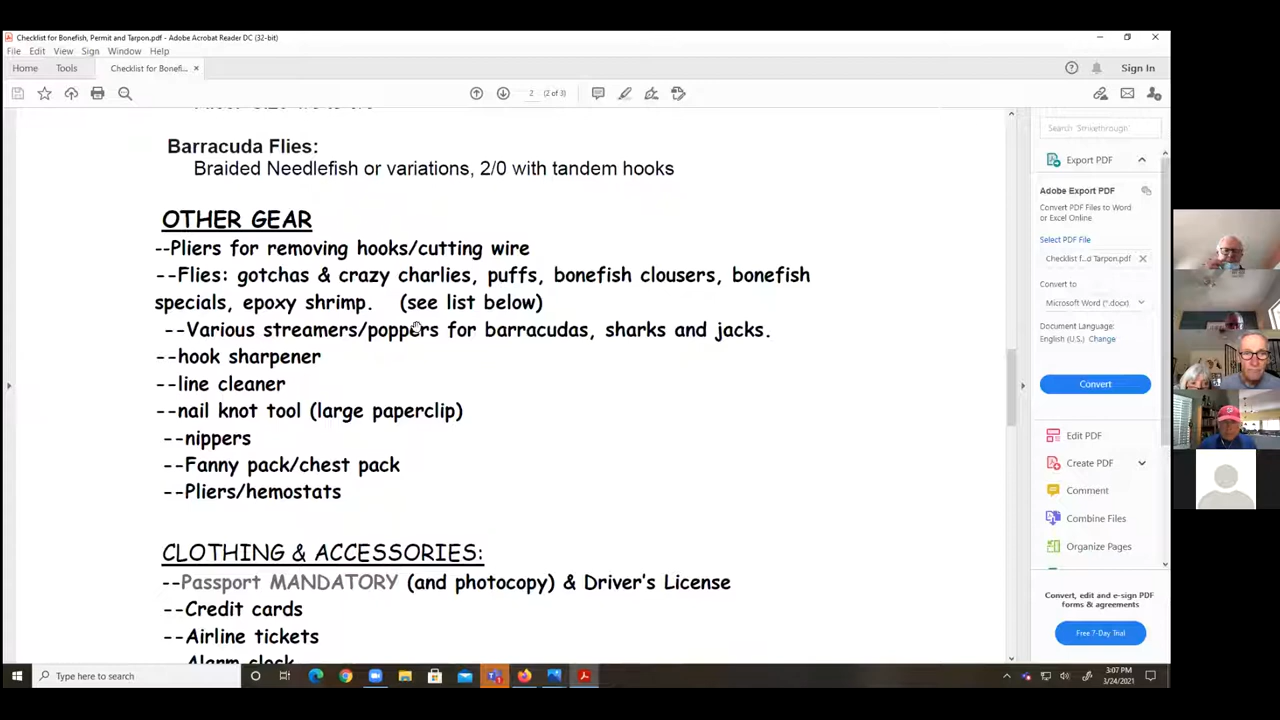 Checklist for Bonefish, Permit and Tarpon.pdf - Adobe Acrobat Reader DC (32-bit)
File Edit View Sign Window Help
Home Tools Checklist for Bonefi... × Sign In
2 (2 of 3)
Barracuda Flies:
Braided Needlefish or variations, 2/0 with tandem hooks
OTHER GEAR
--Pliers for removing hooks/cutting wire
--Flies: gotchas & crazy charlies, puffs, bonefish clousers, bonefish
specials, epoxy shrimp. (see list below)
--Various streamers/poppers for barracudas, sharks and jacks.
--hook sharpener
--line cleaner
--nail knot tool (large paperclip)
--nippers
--Fanny pack/chest pack
--Pliers/hemostats
CLOTHING & ACCESSORIES:
--Passport MANDATORY (and photocopy) & Driver's License
--Credit cards
--Airline tickets
--Alarm clock
Search 'Strikethrough'
Export PDF
Adobe Export PDF
Convert PDF Files to Word
or Excel Online
Select PDF File
Checklist f...d Tarpon.pdf
Convert to
Microsoft Word (*.docx)
Document Language:
English (U.S.) Change
Convert
Edit PDF
Create PDF
Comment
Combine Files
Organize Pages
Convert, edit and e-sign PDF
forms & agreements
Free 7-Day Trial
Type here to search
3:07 PM
3/24/2021